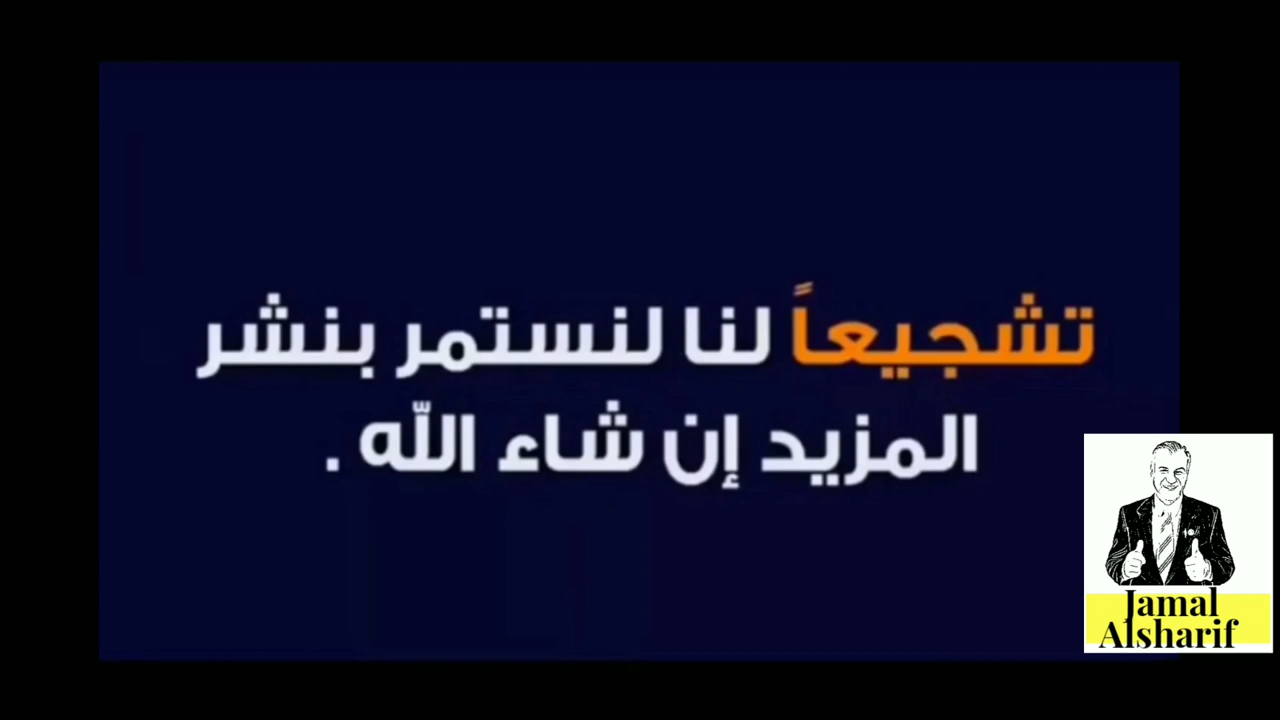 تشجيعاً لنا لنستمر بنشر
المزيد إن شاء الله .
Jamal
Alsharif